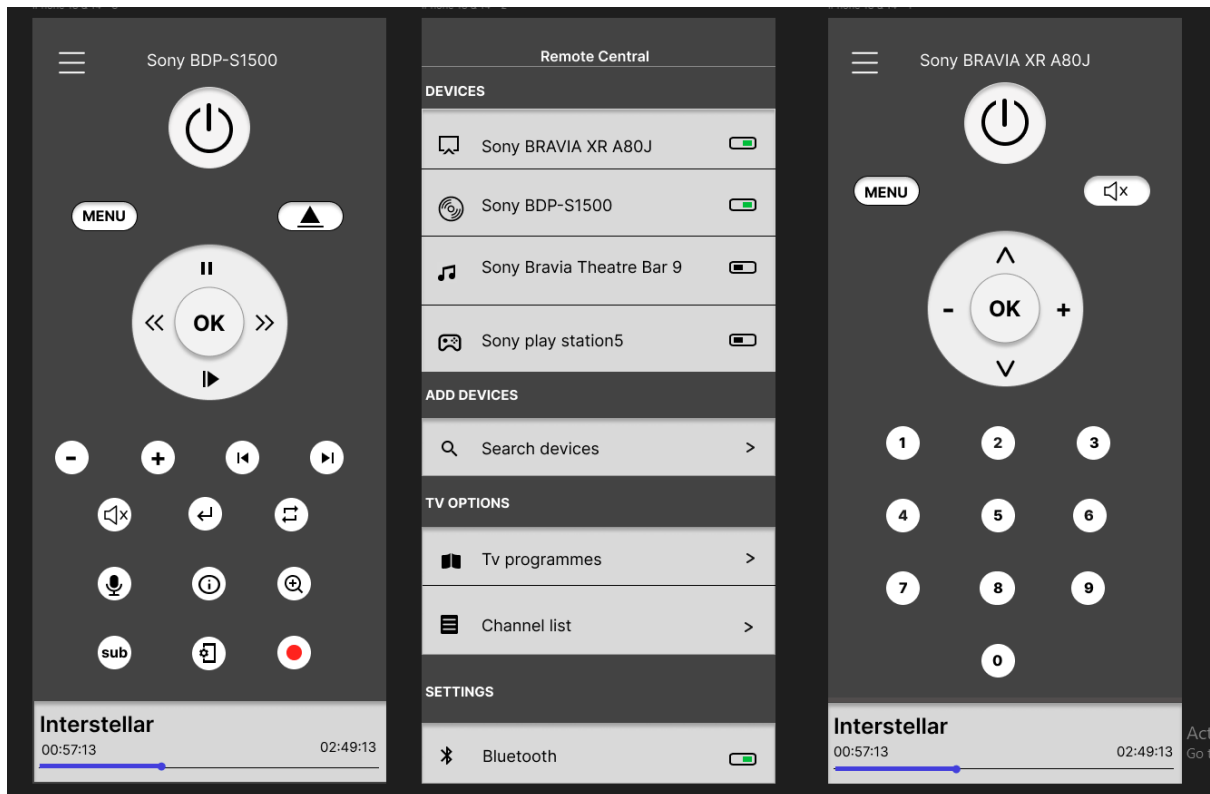 Sony BDP-S1500
MENU
OK
sub
Interstellar
00:57:13 02:49:13
Remote Central
DEVICES
Sony BRAVIA XR A80J
Sony BDP-S1500
Sony Bravia Theatre Bar 9
Sony play station5
ADD DEVICES
Search devices >
TV OPTIONS
Tv programmes >
Channel list >
SETTINGS
Bluetooth
Sony BRAVIA XR A80J
MENU
- OK +
1 2 3
4 5 6
7 8 9
0
Interstellar
00:57:13 02:49:13